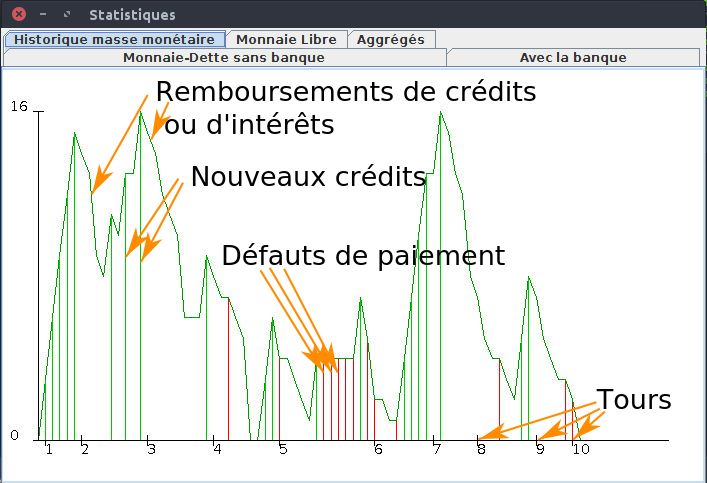 Statistiques
Historique masse monétaire Monnaie Libre Aggrégés
Monnaie-Dette sans banque Avec la banque
16
Remboursements de crédits
ou d'intérêts
Nouveaux crédits
Défauts de paiement
Tours
0
1 2 3 4 5 6 7 8 9 10